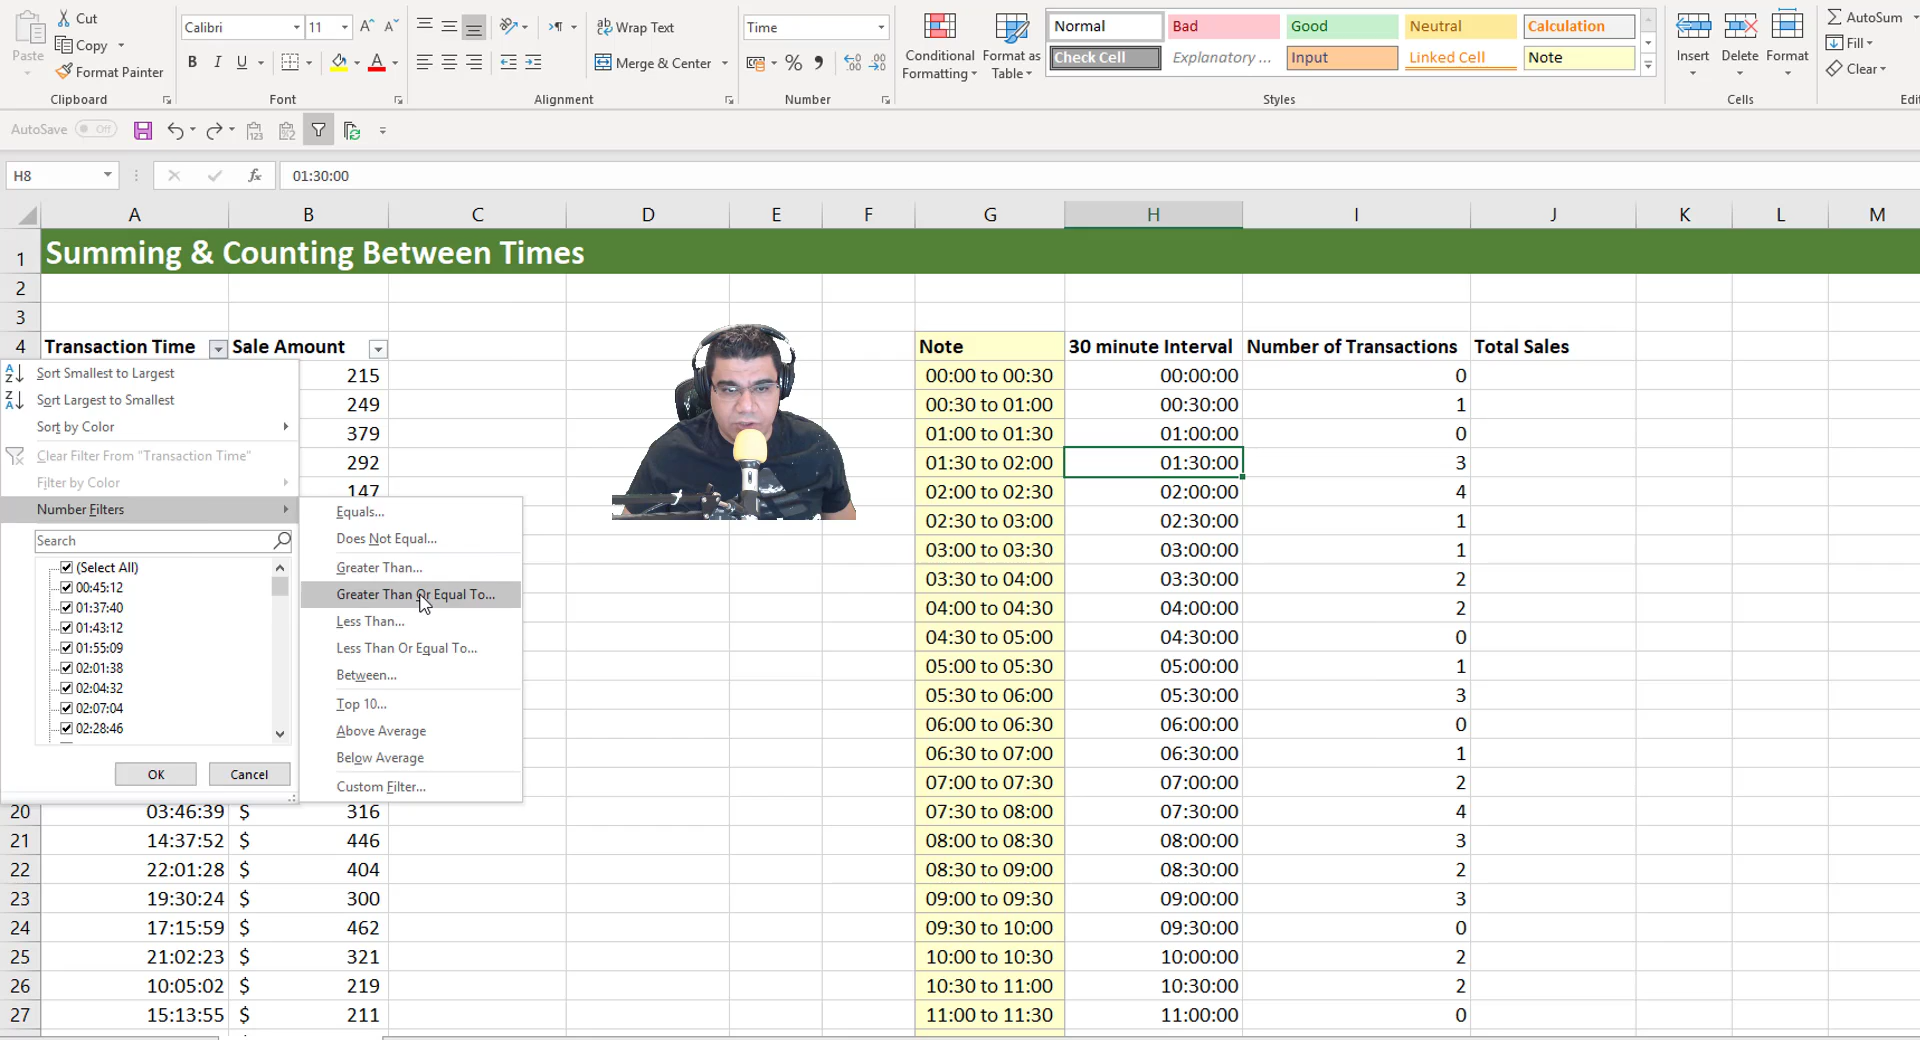 Cut
Copy
Paste
Format Painter
Clipboard
Calibri 11
B I U
Font
Wrap Text
Merge & Center
Alignment
Time
Number
Conditional Formatting
Format as Table
Normal Bad Good Neutral Calculation
Check Cell Explanatory ... Input Linked Cell Note
Styles
Insert Delete Format
Cells
AutoSum
Fill
Clear
Edi
AutoSave Off
H8 fx 01:30:00
A B C D E F G H I J K L M
1 Summing & Counting Between Times
2
3
4 Transaction Time Sale Amount Note 30 minute Interval Number of Transactions Total Sales
215 00:00 to 00:30 00:00:00 0
249 00:30 to 01:00 00:30:00 1
379 01:00 to 01:30 01:00:00 0
292 01:30 to 02:00 01:30:00 3
147 02:00 to 02:30 02:00:00 4
02:30 to 03:00 02:30:00 1
03:00 to 03:30 03:00:00 1
03:30 to 04:00 03:30:00 2
04:00 to 04:30 04:00:00 2
04:30 to 05:00 04:30:00 0
05:00 to 05:30 05:00:00 1
05:30 to 06:00 05:30:00 3
06:00 to 06:30 06:00:00 0
06:30 to 07:00 06:30:00 1
07:00 to 07:30 07:00:00 2
20 03:46:39 $ 316 07:30 to 08:00 07:30:00 4
21 14:37:52 $ 446 08:00 to 08:30 08:00:00 3
22 22:01:28 $ 404 08:30 to 09:00 08:30:00 2
23 19:30:24 $ 300 09:00 to 09:30 09:00:00 3
24 17:15:59 $ 462 09:30 to 10:00 09:30:00 0
25 21:02:23 $ 321 10:00 to 10:30 10:00:00 2
26 10:05:02 $ 219 10:30 to 11:00 10:30:00 2
27 15:13:55 $ 211 11:00 to 11:30 11:00:00 0
Sort Smallest to Largest
Sort Largest to Smallest
Sort by Color
Clear Filter From "Transaction Time"
Filter by Color
Number Filters
Search
(Select All)
00:45:12
01:37:40
01:43:12
01:55:09
02:01:38
02:04:32
02:07:04
02:28:46
OK Cancel
Equals...
Does Not Equal...
Greater Than...
Greater Than Or Equal To...
Less Than...
Less Than Or Equal To...
Between...
Top 10...
Above Average
Below Average
Custom Filter...